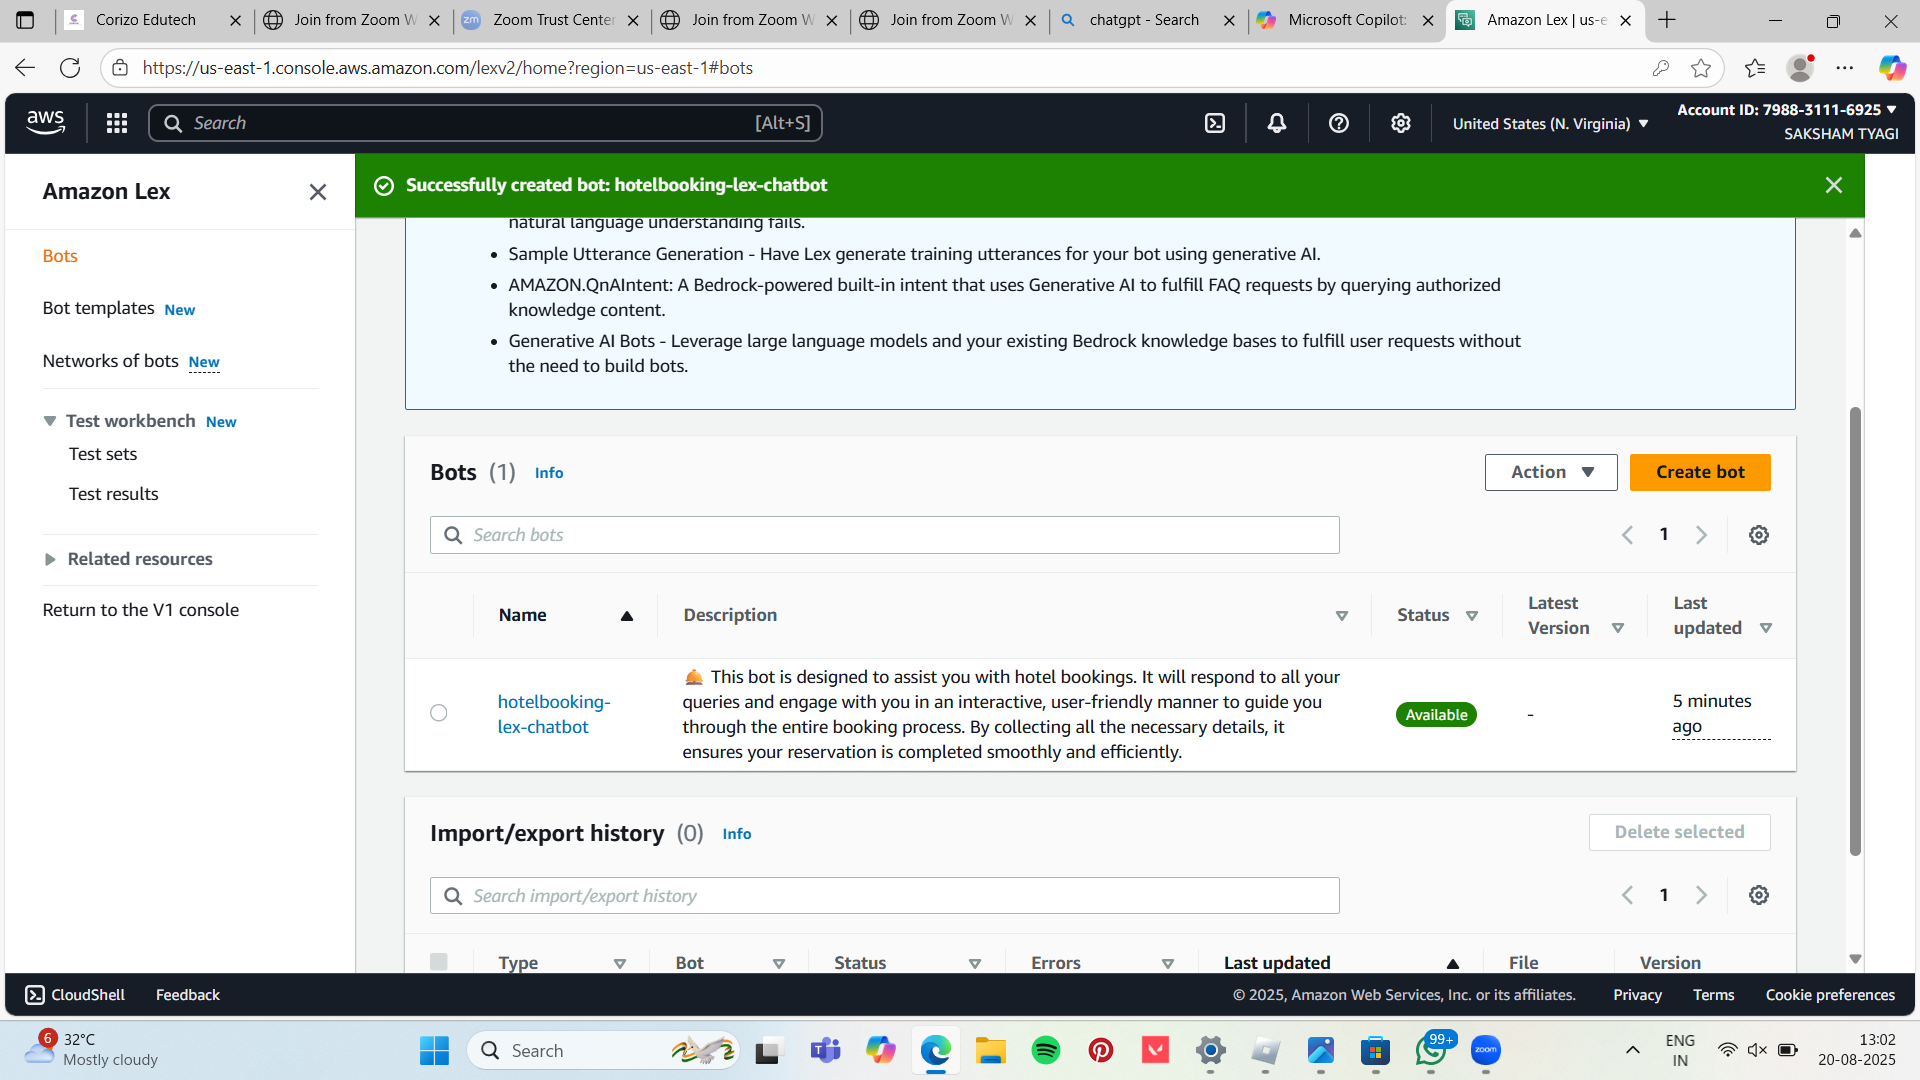 Corizo Edutech
Join from Zoom W
Zoom Trust Center
Join from Zoom W
Join from Zoom W
chatgpt - Search
Microsoft Copilot:
Amazon Lex | us-e
https://us-east-1.console.aws.amazon.com/lexv2/home?region=us-east-1#bots
aws
Search
[Alt+S]
United States (N. Virginia)
Account ID: 7988-3111-6925
SAKSHAM TYAGI
Amazon Lex
Bots
Bot templates New
Networks of bots New
Test workbench New
Test sets
Test results
Related resources
Return to the V1 console
Successfully created bot: hotelbooking-lex-chatbot
natural language understanding fails.
• Sample Utterance Generation - Have Lex generate training utterances for your bot using generative AI.
• AMAZON.QnAIntent: A Bedrock-powered built-in intent that uses Generative AI to fulfill FAQ requests by querying authorized
knowledge content.
• Generative AI Bots - Leverage large language models and your existing Bedrock knowledge bases to fulfill user requests without
the need to build bots.
Bots (1) Info
Action
Create bot
Search bots
1
Name
Description
Status
Latest
Version
Last
updated
hotelbooking-
lex-chatbot
🛎️ This bot is designed to assist you with hotel bookings. It will respond to all your
queries and engage with you in an interactive, user-friendly manner to guide you
through the entire booking process. By collecting all the necessary details, it
ensures your reservation is completed smoothly and efficiently.
Available
-
5 minutes
ago
Import/export history (0) Info
Delete selected
Search import/export history
1
Type
Bot
Status
Errors
Last updated
File
Version
CloudShell
Feedback
© 2025, Amazon Web Services, Inc. or its affiliates.
Privacy
Terms
Cookie preferences
6
32°C
Mostly cloudy
Search
99+
zoom
ENG
IN
13:02
20-08-2025